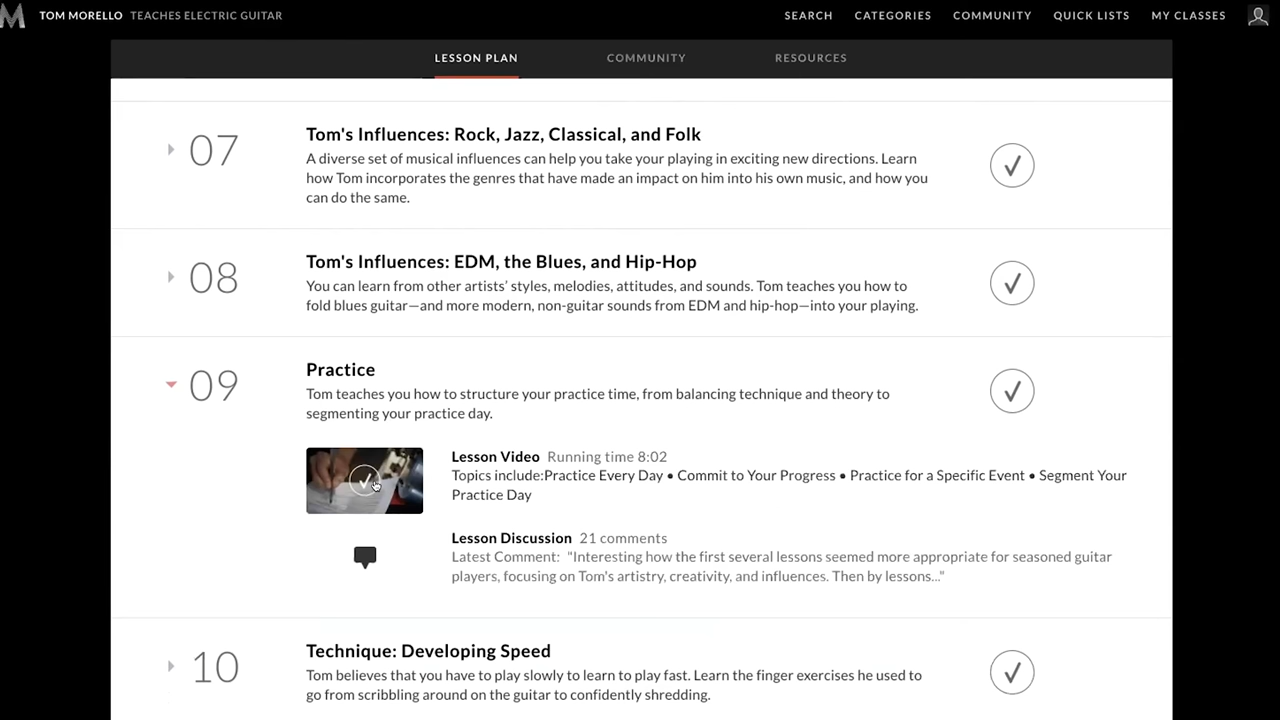 M TOM MORELLO TEACHES ELECTRIC GUITAR SEARCH CATEGORIES COMMUNITY QUICK LISTS MY CLASSES
LESSON PLAN COMMUNITY RESOURCES
07 Tom's Influences: Rock, Jazz, Classical, and Folk
A diverse set of musical influences can help you take your playing in exciting new directions. Learn
how Tom incorporates the genres that have made an impact on him into his own music, and how you
can do the same.
08 Tom's Influences: EDM, the Blues, and Hip-Hop
You can learn from other artists’ styles, melodies, attitudes, and sounds. Tom teaches you how to
fold blues guitar—and more modern, non-guitar sounds from EDM and hip-hop—into your playing.
09 Practice
Tom teaches you how to structure your practice time, from balancing technique and theory to
segmenting your practice day.
Lesson Video Running time 8:02
Topics include:Practice Every Day • Commit to Your Progress • Practice for a Specific Event • Segment Your
Practice Day
Lesson Discussion 21 comments
Latest Comment: "Interesting how the first several lessons seemed more appropriate for seasoned guitar
players, focusing on Tom's artistry, creativity, and influences. Then by lessons..."
10 Technique: Developing Speed
Tom believes that you have to play slowly to learn to play fast. Learn the finger exercises he used to
go from scribbling around on the guitar to confidently shredding.